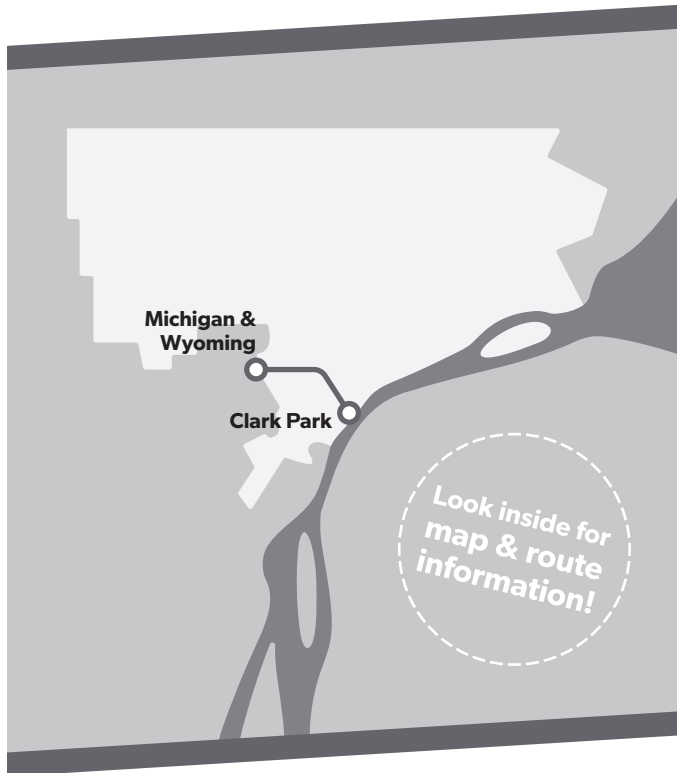 Michigan &
Wyoming
Clark Park
Look inside for
map & route
information!